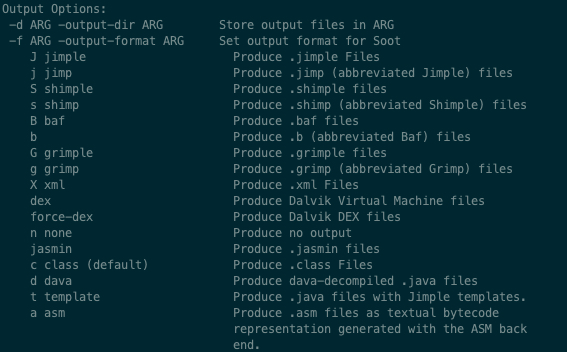 Output Options:
 -d ARG -output-dir ARG        Store output files in ARG
 -f ARG -output-format ARG     Set output format for Soot
    J jimple                     Produce .jimple Files
    j jimp                       Produce .jimp (abbreviated Jimple) files
    S shimple                    Produce .shimple files
    s shimp                      Produce .shimp (abbreviated Shimple) files
    B baf                        Produce .baf files
    b                            Produce .b (abbreviated Baf) files
    G grimple                    Produce .grimple files
    g grimp                      Produce .grimp (abbreviated Grimp) files
    X xml                        Produce .xml Files
    dex                          Produce Dalvik Virtual Machine files
    force-dex                    Produce Dalvik DEX files
    n none                       Produce no output
    jasmin                       Produce .jasmin files
    c class (default)            Produce .class Files
    d dava                       Produce dava-decompiled .java files
    t template                   Produce .java files with Jimple templates.
    a asm                        Produce .asm files as textual bytecode
                                 representation generated with the ASM back
                                 end.